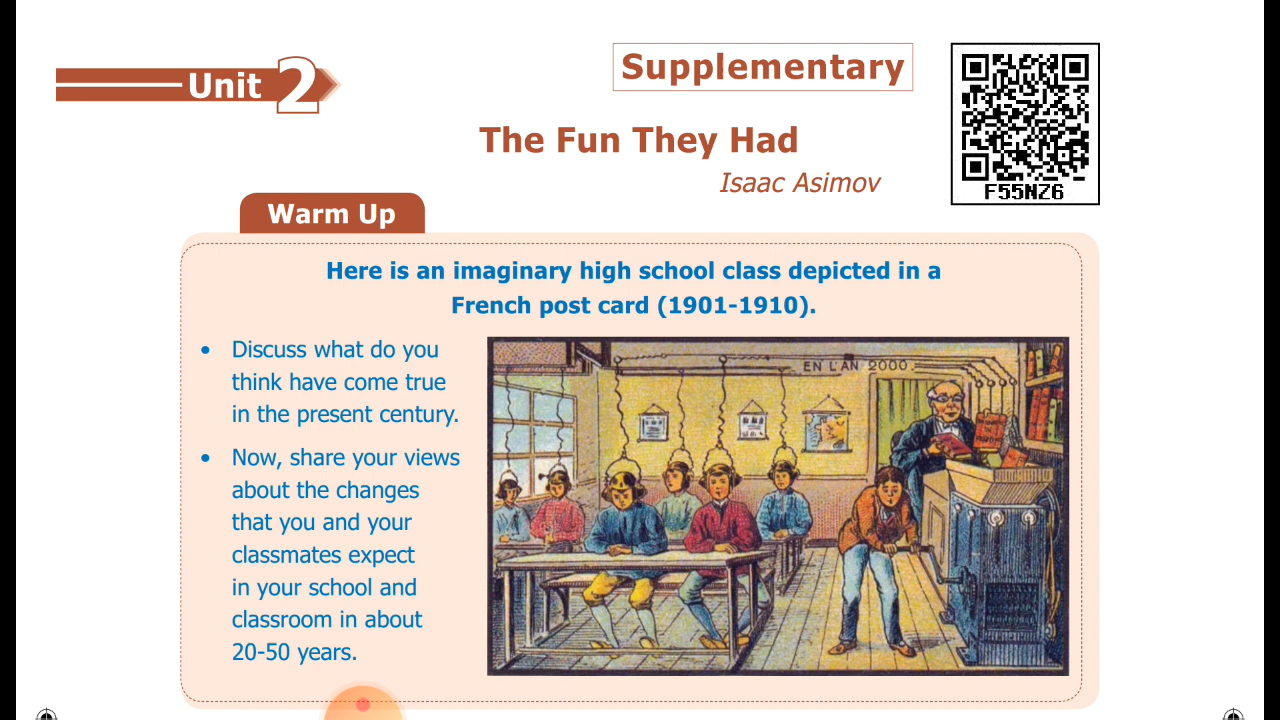 Unit 2
Supplementary
The Fun They Had
Isaac Asimov
F55NZ6
Warm Up
Here is an imaginary high school class depicted in a
French post card (1901-1910).
• Discuss what do you
think have come true
in the present century.
• Now, share your views
about the changes
that you and your
classmates expect
in your school and
classroom in about
20-50 years.
EN L'AN 2000